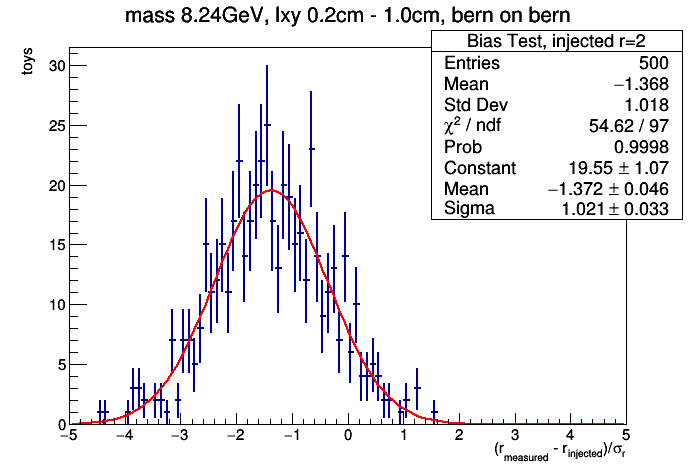 mass 8.24GeV, lxy 0.2cm - 1.0cm, bern on bern
Bias Test, injected r=2
Entries 500
Mean −1.368
Std Dev 1.018
χ² / ndf 54.62 / 97
Prob 0.9998
Constant 19.55 ± 1.07
Mean −1.372 ± 0.046
Sigma 1.021 ± 0.033
toys
30
25
20
15
10
5
0
−5 −4 −3 −2 −1 0 1 2 3 4 5
(r_measured - r_injected)/σ_r